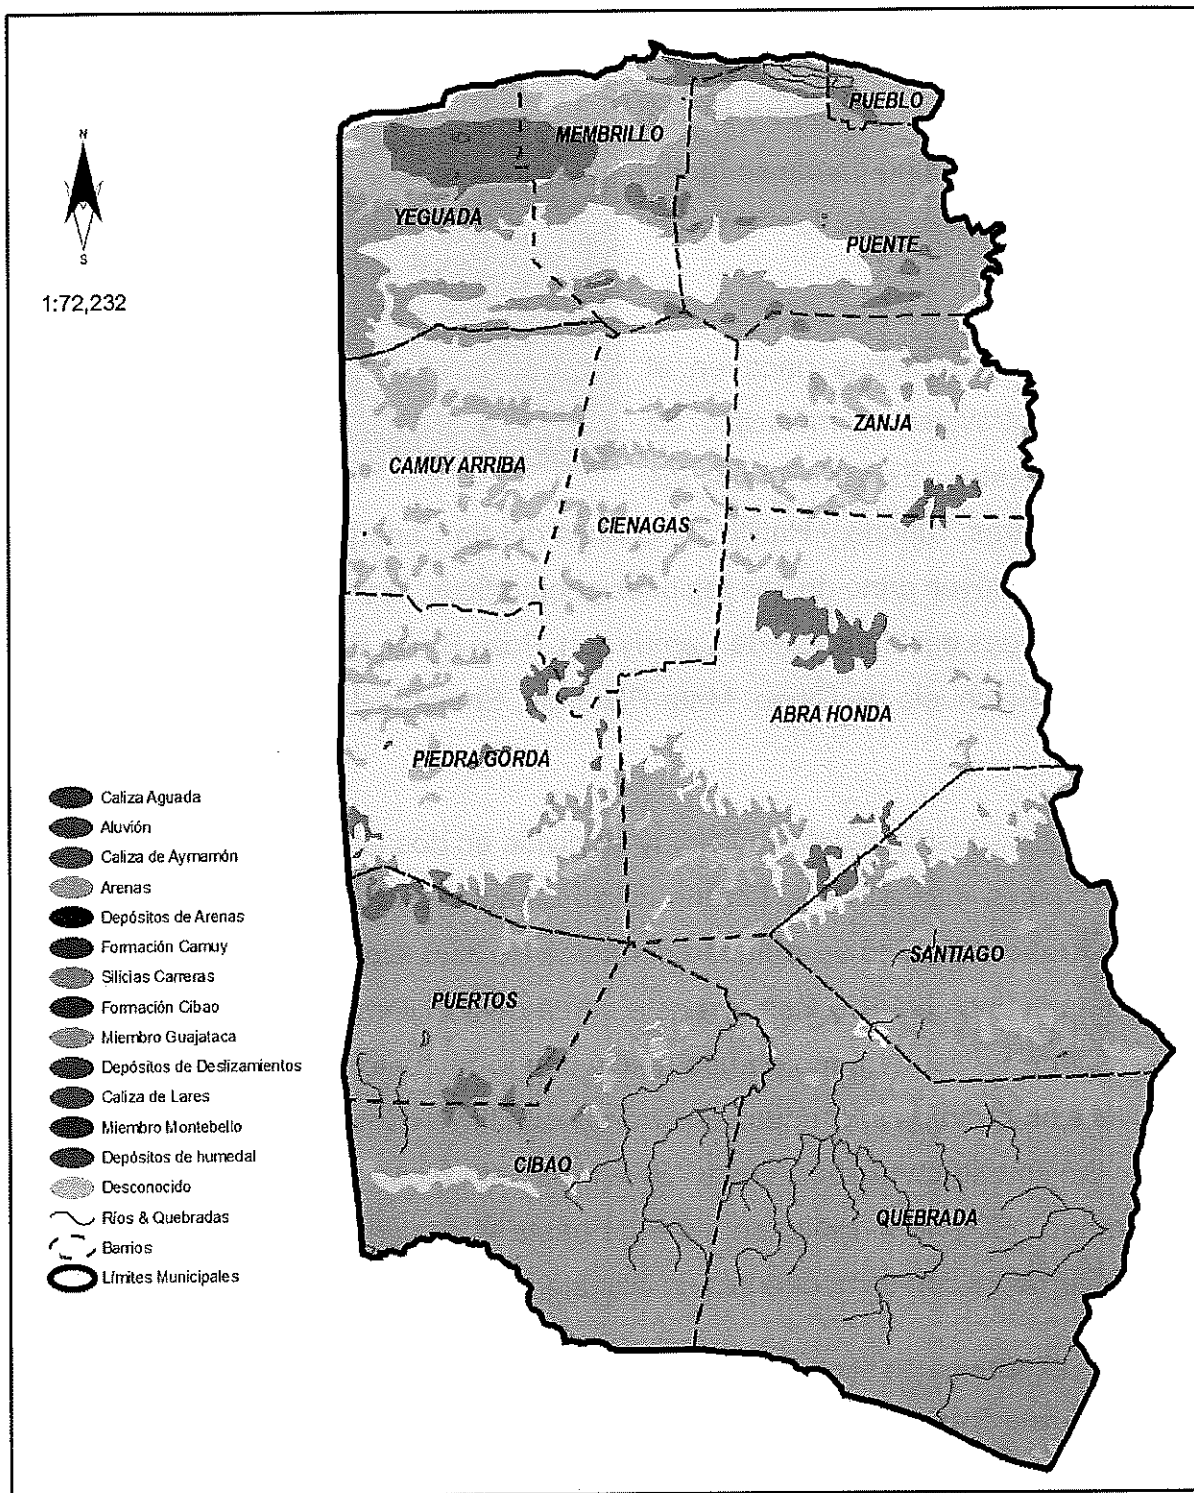 PUEBLO
MEMBRILLO
N
YEGUADA
PUENTE
S
1:72,232
ZANJA
CAMUY ARRIBA
CIENAGAS
ABRA HONDA
PIEDRA GORDA
Caliza Aguada
Aluvión
Caliza de Aymamón
Arenas
Depósitos de Arenas
Formación Camuy
Silicias Carreras
Formación Cibao
Miembro Guajataca
Depósitos de Deslizamientos
Caliza de Lares
Miembro Montebello
Depósitos de humedal
Desconocido
Ríos & Quebradas
Barrios
Límites Municipales
SANTIAGO
PUERTOS
CIBAO
QUEBRADA